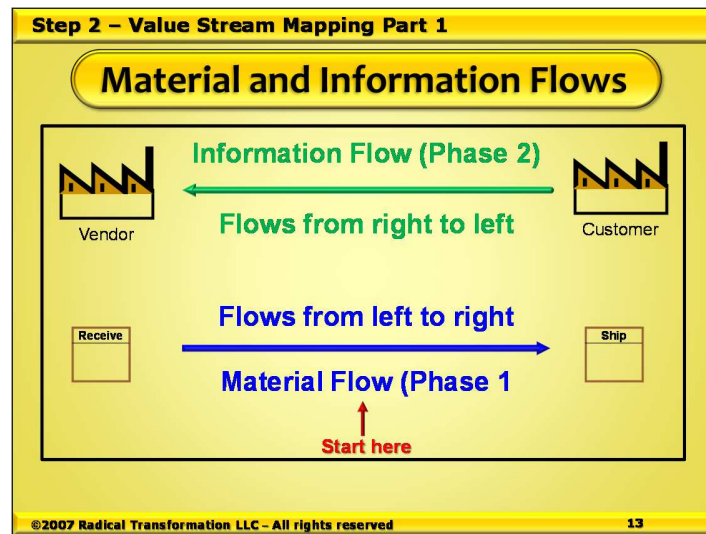 Step 2 – Value Stream Mapping Part 1
Material and Information Flows
Information Flow (Phase 2)
Vendor
Flows from right to left
Customer
Flows from left to right
Receive
Ship
Material Flow (Phase 1
Start here
©2007 Radical Transformation LLC – All rights reserved 13